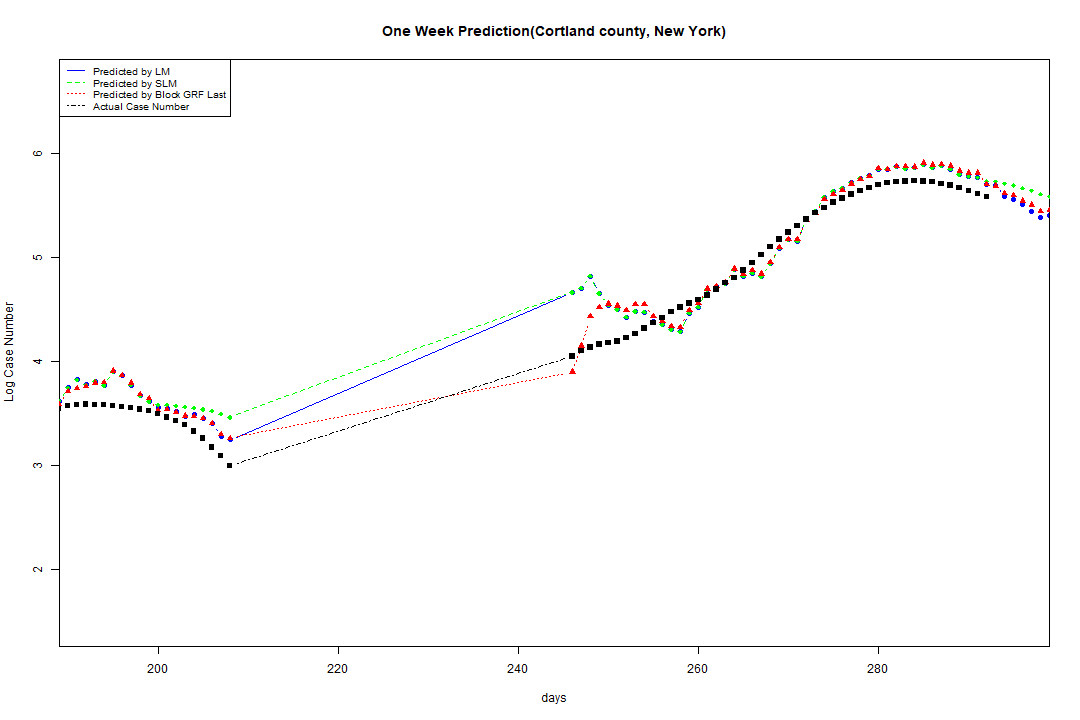 One Week Prediction(Cortland county, New York)
Predicted by LM
Predicted by SLM
Predicted by Block GRF Last
Actual Case Number
6
5
4
3
2
Log Case Number
200 220 240 260 280
days